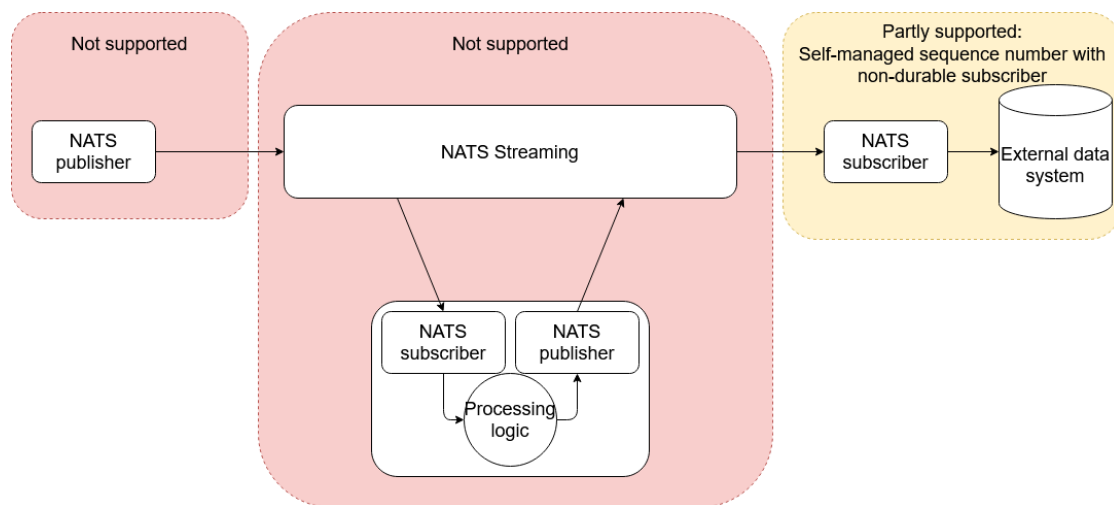 Not supported
NATS
publisher
Not supported
NATS Streaming
NATS
subscriber
NATS
publisher
Processing
logic
Partly supported:
Self-managed sequence number with
non-durable subscriber
NATS
subscriber
External data
system